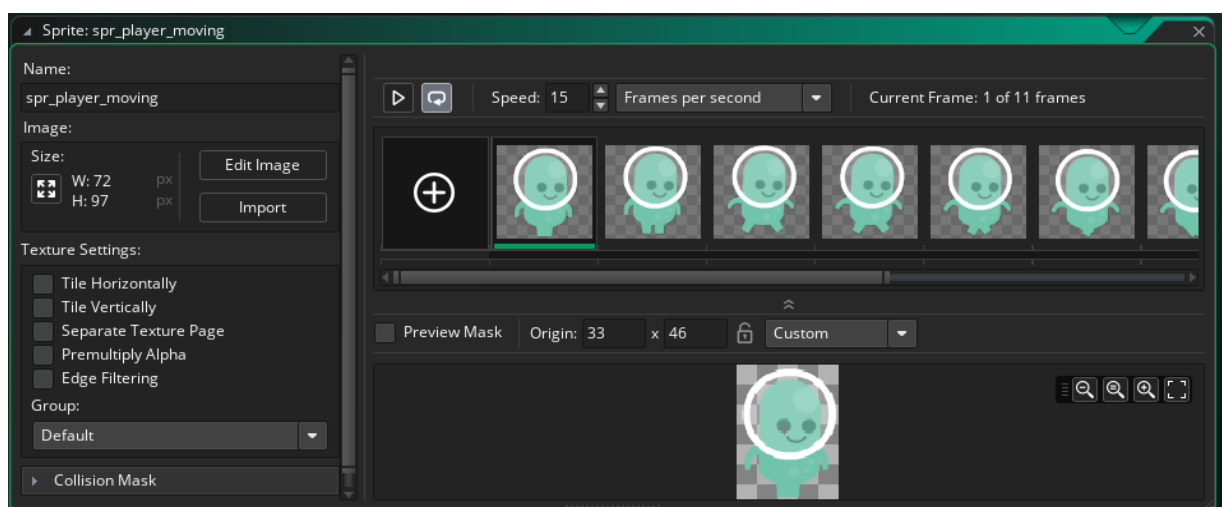 Sprite: spr_player_moving
Name:
spr_player_moving
Image:
Size:
W: 72 px
H: 97 px
Edit Image
Import
Texture Settings:
Tile Horizontally
Tile Vertically
Separate Texture Page
Premultiply Alpha
Edge Filtering
Group:
Default
Collision Mask
Speed: 15 Frames per second Current Frame: 1 of 11 frames
Preview Mask Origin: 33 x 46 Custom